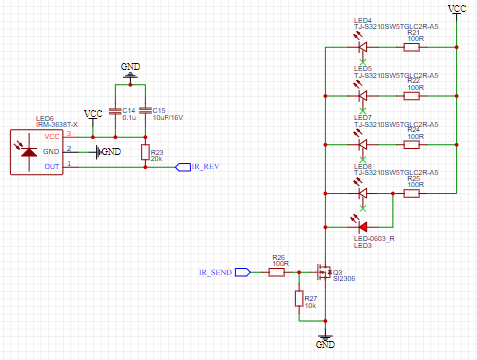 VCC
LED4
TJ-S3210SW5TGLC2R-A5
R21
100R
LED5
TJ-S3210SW5TGLC2R-A5
R22
100R
LED7
TJ-S3210SW5TGLC2R-A5
R24
100R
LED8
TJ-S3210SW5TGLC2R-A5
R25
100R
LED-0603_R
LED3
GND
C14
0.1u
C15
10uF/16V
VCC
LED6
IRM-3638T-X
VCC
3
GND
2
GND
OUT
1
R23
20k
IR_REV
IR_SEND
R26
100R
Q3
SI2306
R27
10k
GND